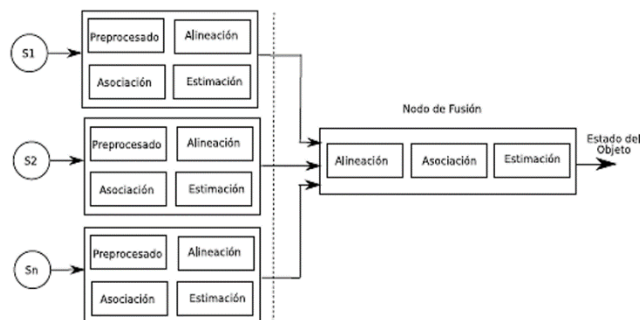 S1
Preprocesado
Alineación
Asociación
Estimación
S2
Preprocesado
Alineación
Asociación
Estimación
Sn
Preprocesado
Alineación
Asociación
Estimación
Nodo de Fusión
Alineación
Asociación
Estimación
Estado del
Objeto